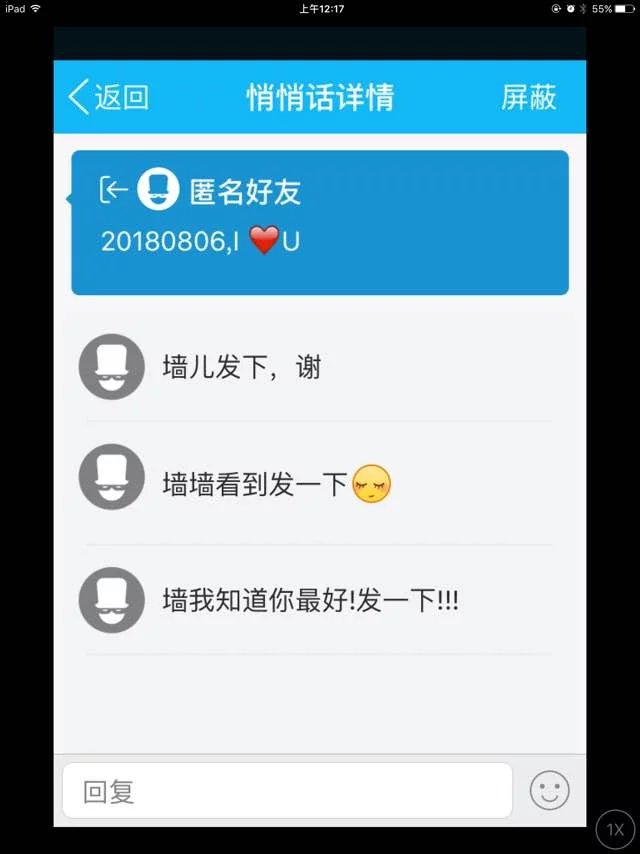 iPad 上午12:17 55%
返回 悄悄话详情 屏蔽
匿名好友
20180806,I ❤️U
墙儿发下，谢
墙墙看到发一下😌
墙我知道你最好!发一下!!!
回复
1X